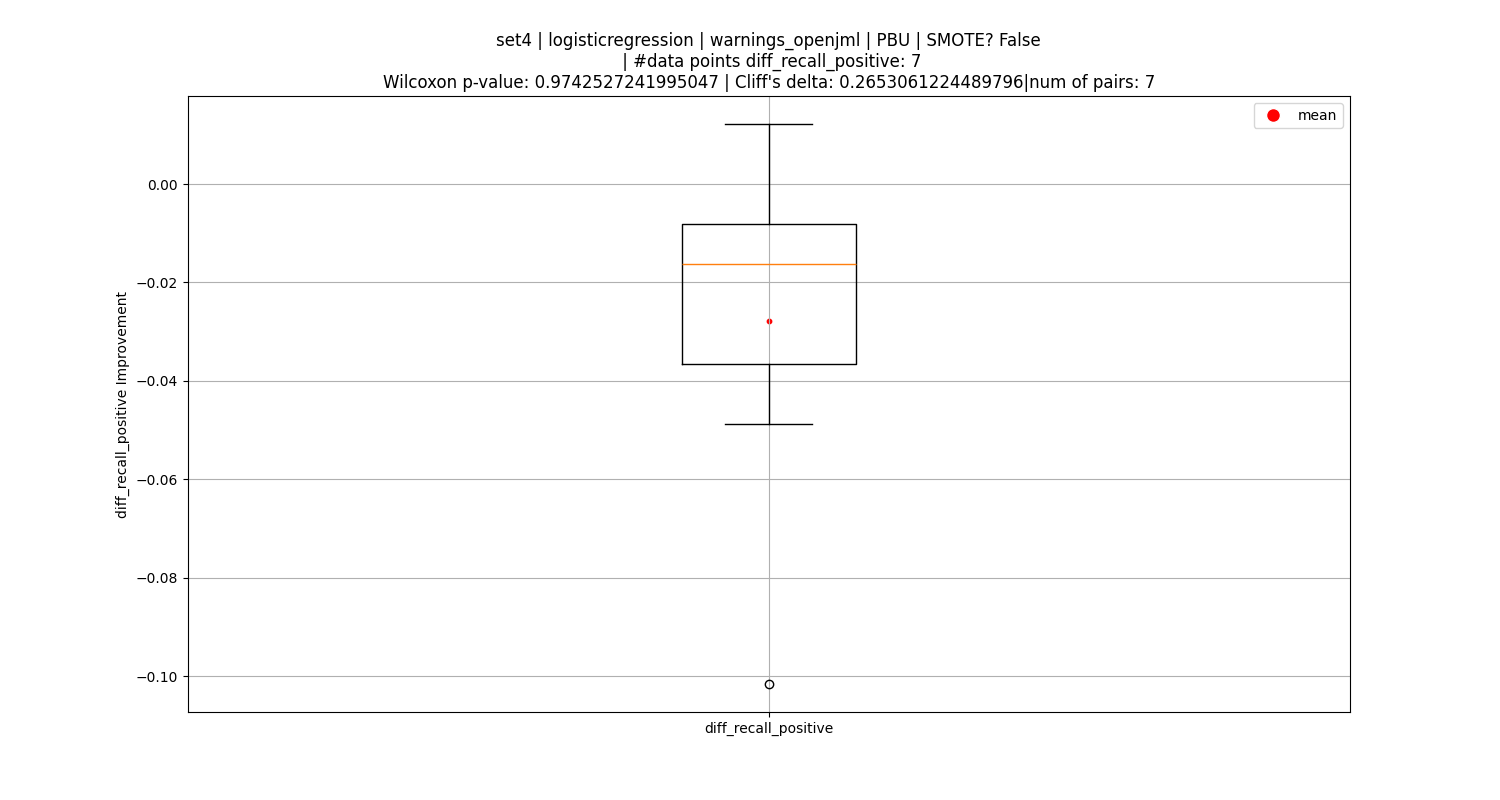 set4 | logisticregression | warnings_openjml | PBU | SMOTE? False
| #data points diff_recall_positive: 7
Wilcoxon p-value: 0.9742527241995047 | Cliff's delta: 0.2653061224489796|num of pairs: 7
mean
0.00
−0.02
−0.04
−0.06
−0.08
−0.10
diff_recall_positive Improvement
diff_recall_positive